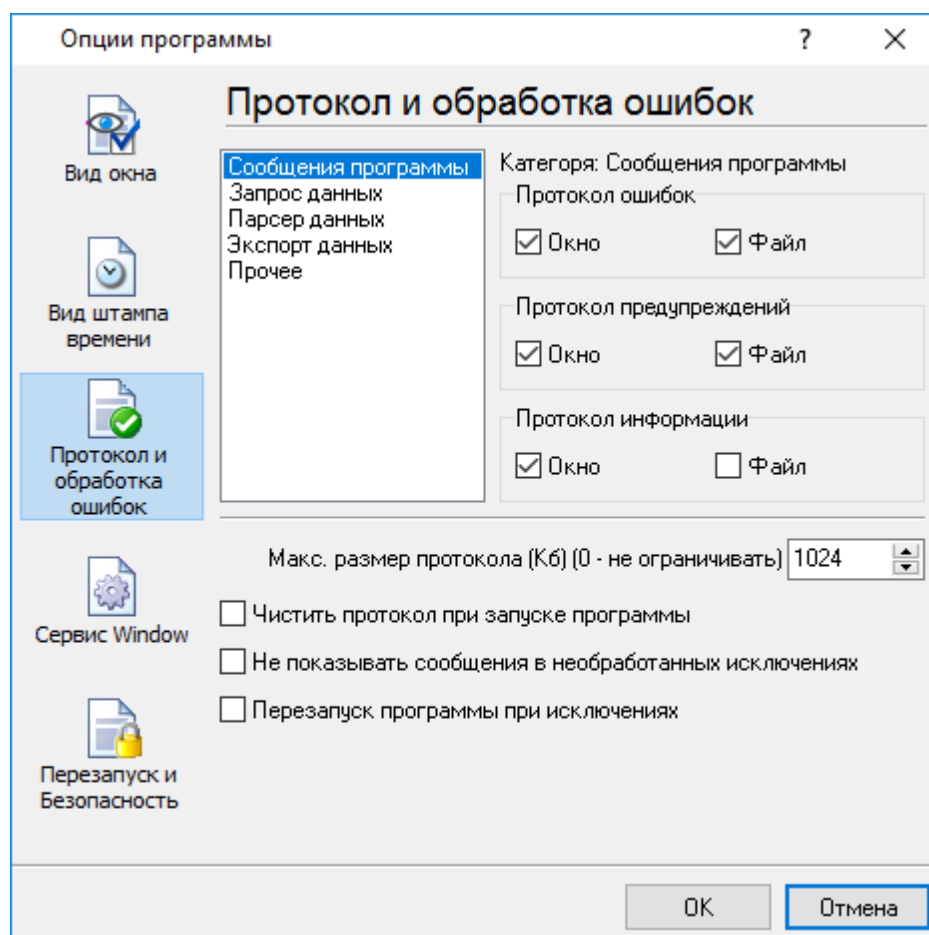 Опции программы
?
Вид окна
Вид штампа
времени
Протокол и
обработка
ошибок
Сервис Window
Перезапуск и
Безопасность
Протокол и обработка ошибок
Сообщения программы
Запрос данных
Парсер данных
Экспорт данных
Прочее
Категоря: Сообщения программы
Протокол ошибок
Окно Файл
Протокол предупреждений
Окно Файл
Протокол информации
Окно Файл
Макс. размер протокола (Кб) (0 - не ограничивать) 1024
Чистить протокол при запуске программы
Не показывать сообщения в необработанных исключениях
Перезапуск программы при исключениях
OK Отмена